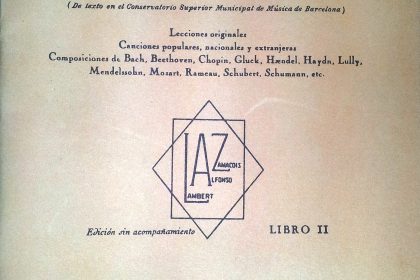 (De texto en el Conservatorio Superior Municipal de Música de Barcelona)
Lecciones originales
Canciones populares, nacionales y extranjeras
Composiciones de Bach, Beethoven, Chopin, Gluck, Hændel, Haydn, Lully,
Mendelssohn, Mozart, Rameau, Schubert, Schumann, etc.
ZAMACOIS
ALFONSO
LAMBERT
Edición sin acompañamiento LIBRO II